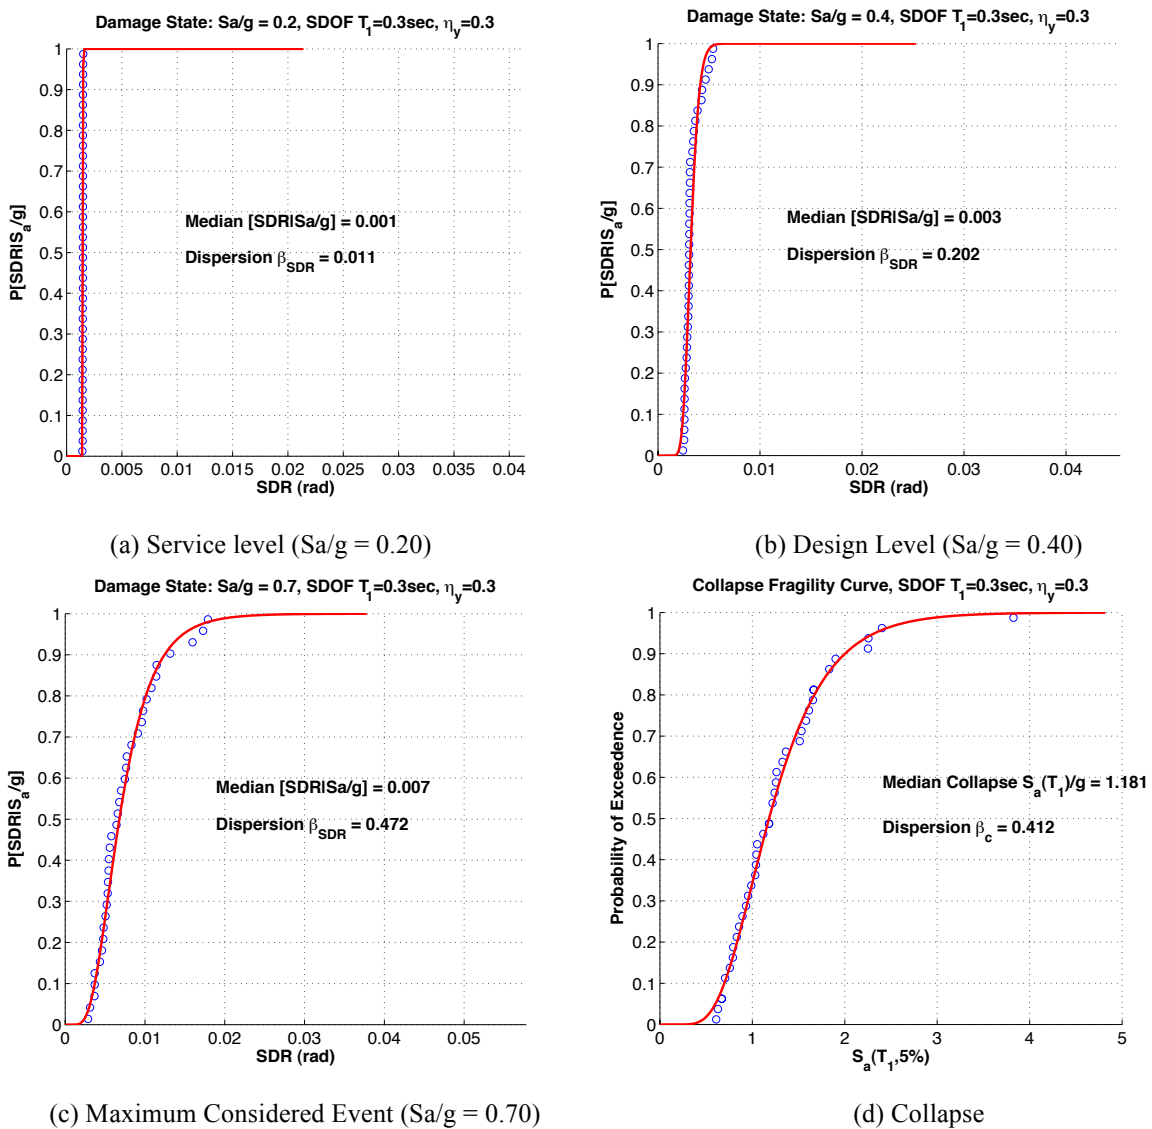 Damage State: Sa/g = 0.2, SDOF T1=0.3sec, ηy=0.3
1
0.9
0.8
0.7
0.6
0.5
0.4
0.3
0.2
0.1
0
P[SDR|Sa/g]
Median [SDR|Sa/g] = 0.001
Dispersion βSDR = 0.011
0 0.005 0.01 0.015 0.02 0.025 0.03 0.035 0.04
SDR (rad)
(a) Service level (Sa/g = 0.20)
Damage State: Sa/g = 0.4, SDOF T1=0.3sec, ηy=0.3
1
0.9
0.8
0.7
0.6
0.5
0.4
0.3
0.2
0.1
0
P[SDR|Sa/g]
Median [SDR|Sa/g] = 0.003
Dispersion βSDR = 0.202
0 0.01 0.02 0.03 0.04
SDR (rad)
(b) Design Level (Sa/g = 0.40)
Damage State: Sa/g = 0.7, SDOF T1=0.3sec, ηy=0.3
1
0.9
0.8
0.7
0.6
0.5
0.4
0.3
0.2
0.1
0
P[SDR|Sa/g]
Median [SDR|Sa/g] = 0.007
Dispersion βSDR = 0.472
0 0.01 0.02 0.03 0.04 0.05
SDR (rad)
(c) Maximum Considered Event (Sa/g = 0.70)
Collapse Fragility Curve, SDOF T1=0.3sec, ηy=0.3
1
0.9
0.8
0.7
0.6
0.5
0.4
0.3
0.2
0.1
0
Probability of Exceedence
Median Collapse Sa(T1)/g = 1.181
Dispersion βc = 0.412
0 1 2 3 4 5
Sa(T1,5%)
(d) Collapse